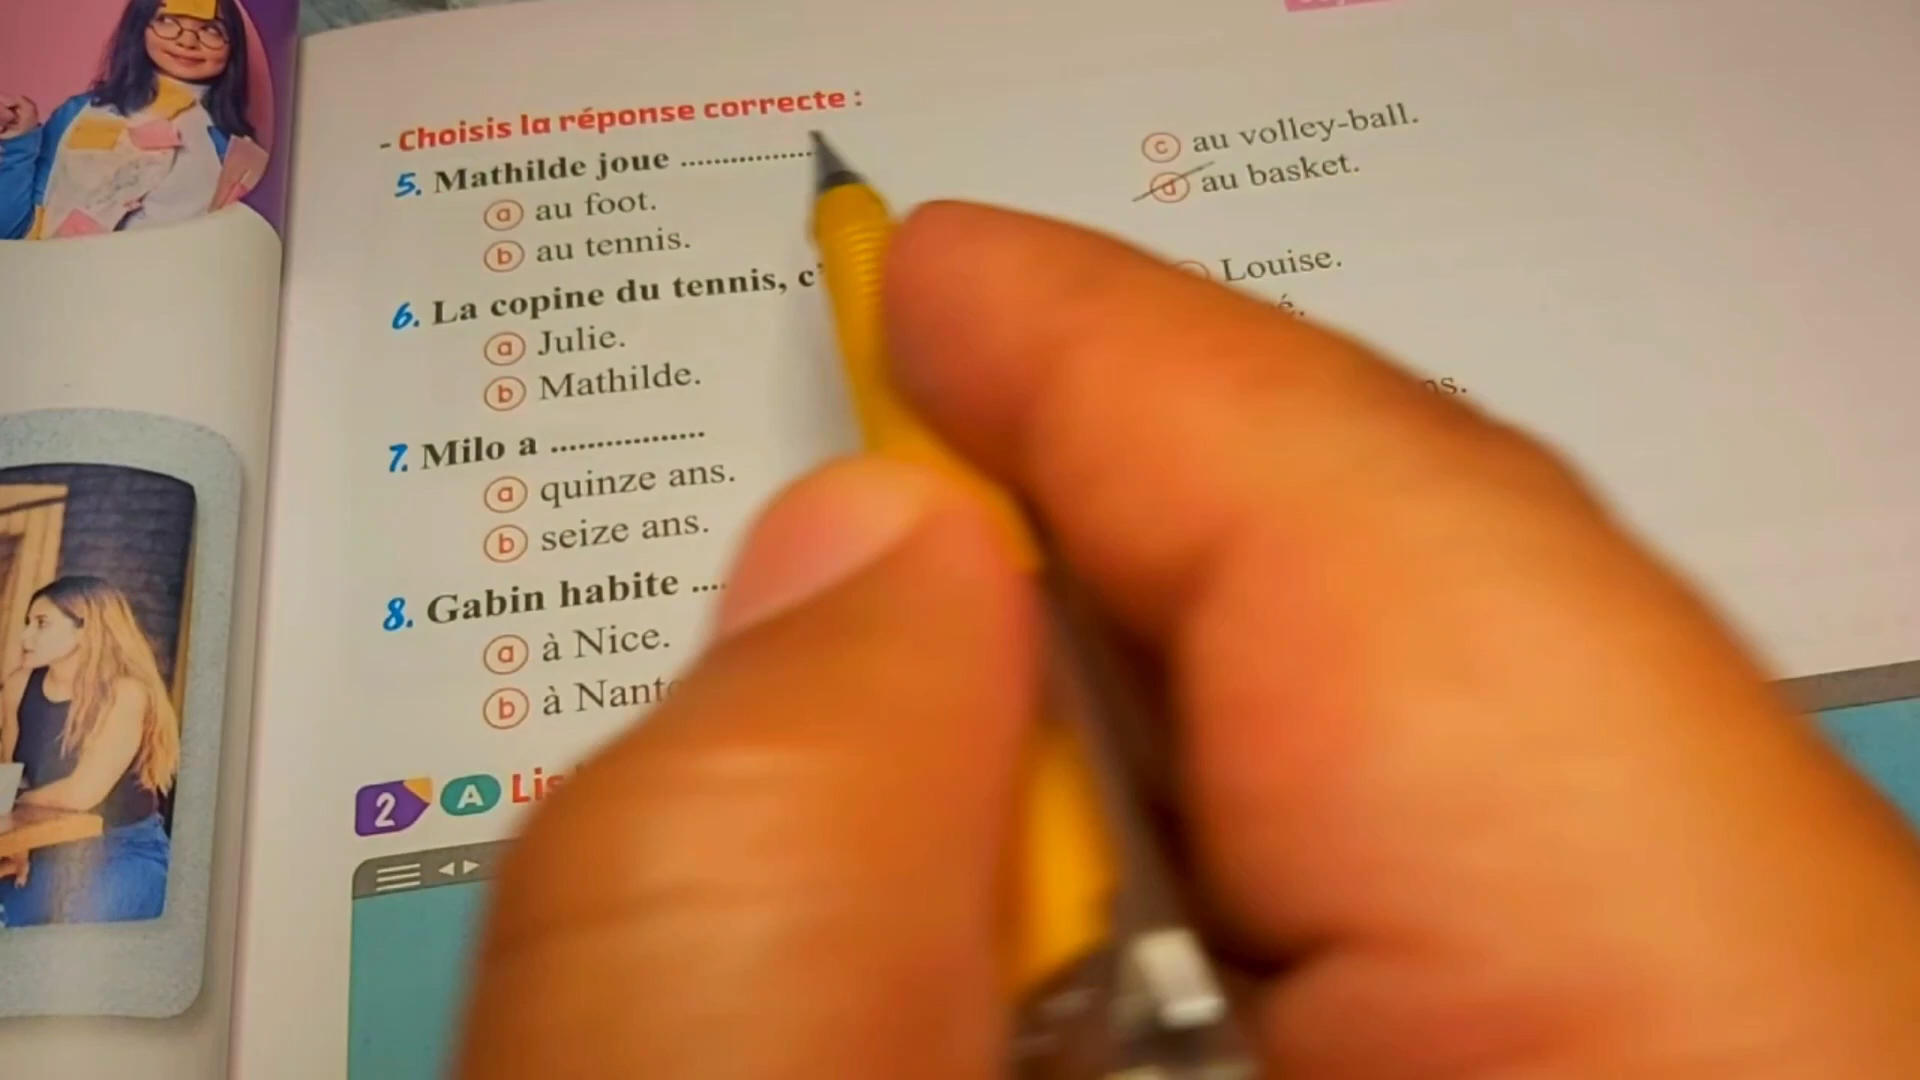 - Choisis la réponse correcte :
5. Mathilde joue ................
a au foot.
b au tennis.
c au volley-ball.
d au basket.
6. La copine du tennis, c'
a Julie.
b Mathilde.
Louise.
7. Milo a .................
a quinze ans.
b seize ans.
8. Gabin habite ....
a à Nice.
b à
2 A